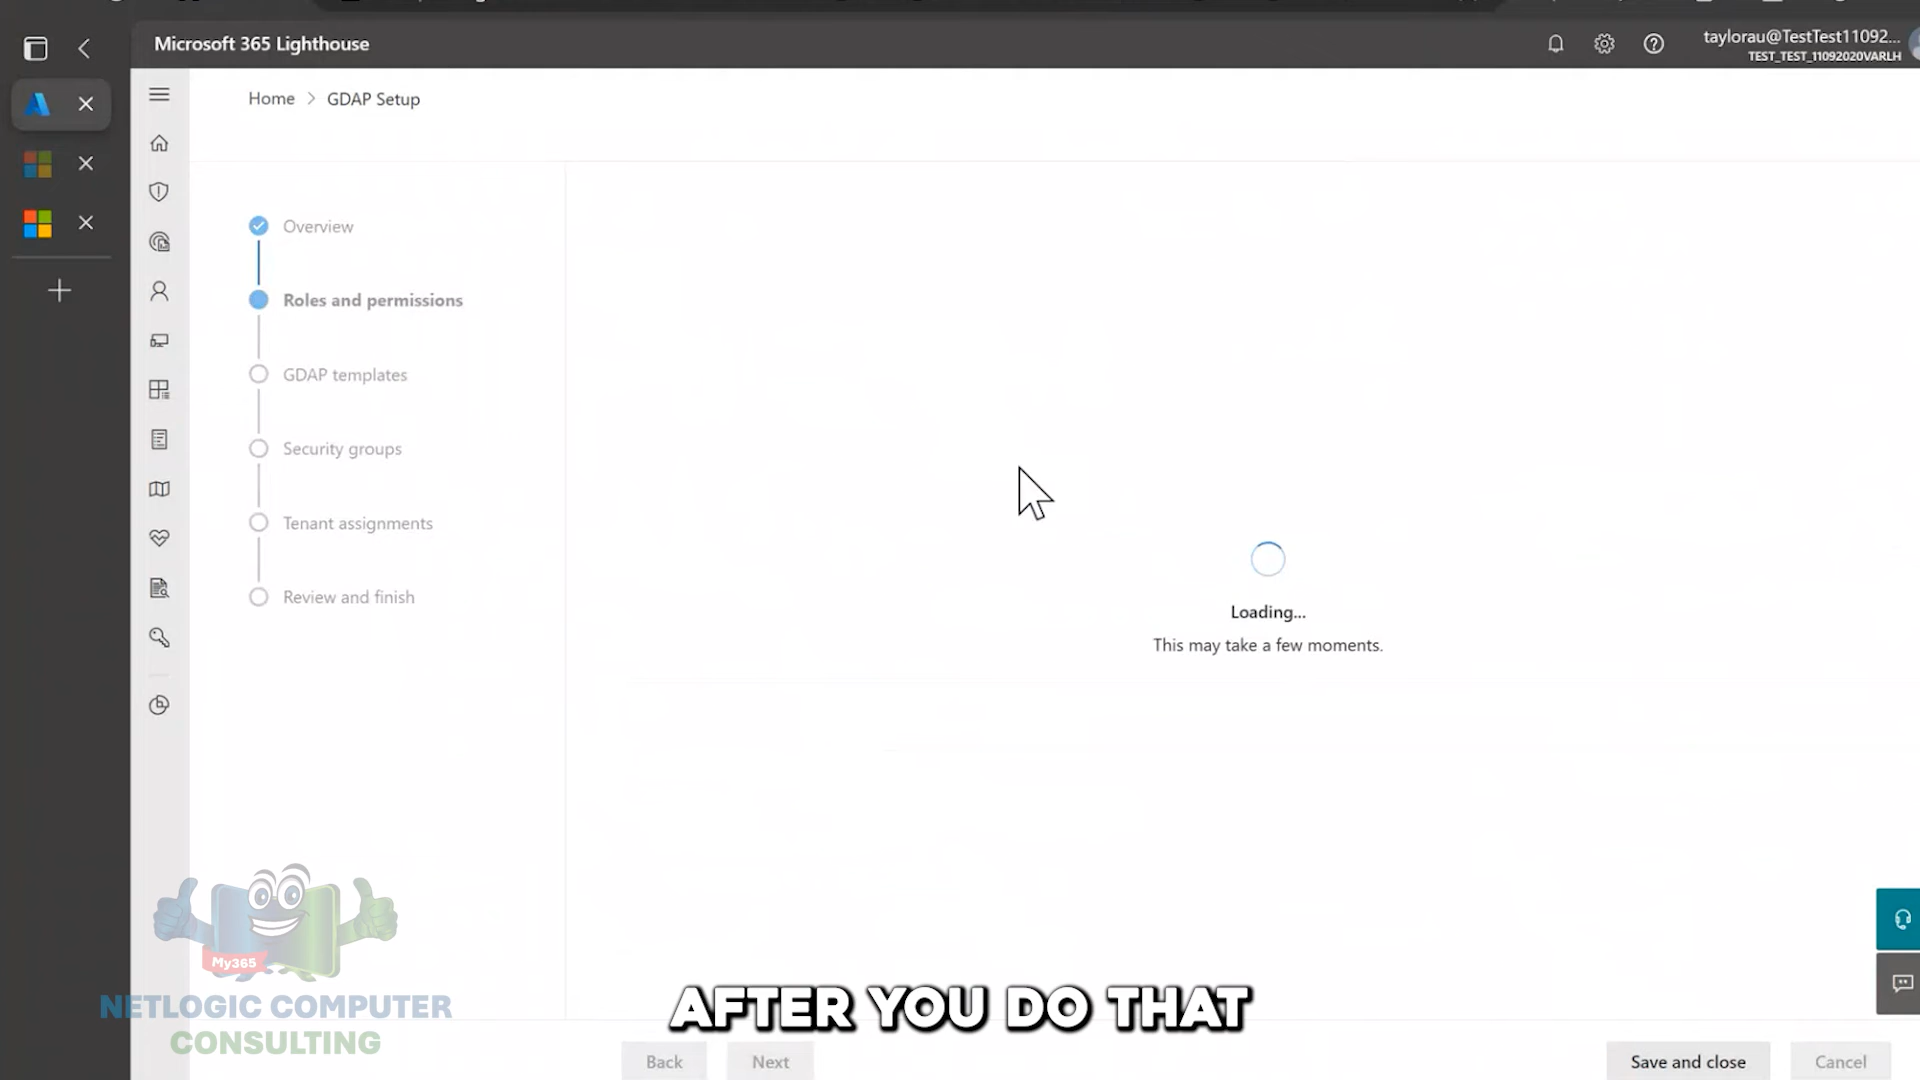 Microsoft 365 Lighthouse
taylorau@TestTest11092...
TEST_TEST_11092020VARLH
Home > GDAP Setup
Overview
Roles and permissions
GDAP templates
Security groups
Tenant assignments
Review and finish
Loading...
This may take a few moments.
My365
NETLOGIC COMPUTER
CONSULTING
AFTER YOU DO THAT
Back
Next
Save and close
Cancel